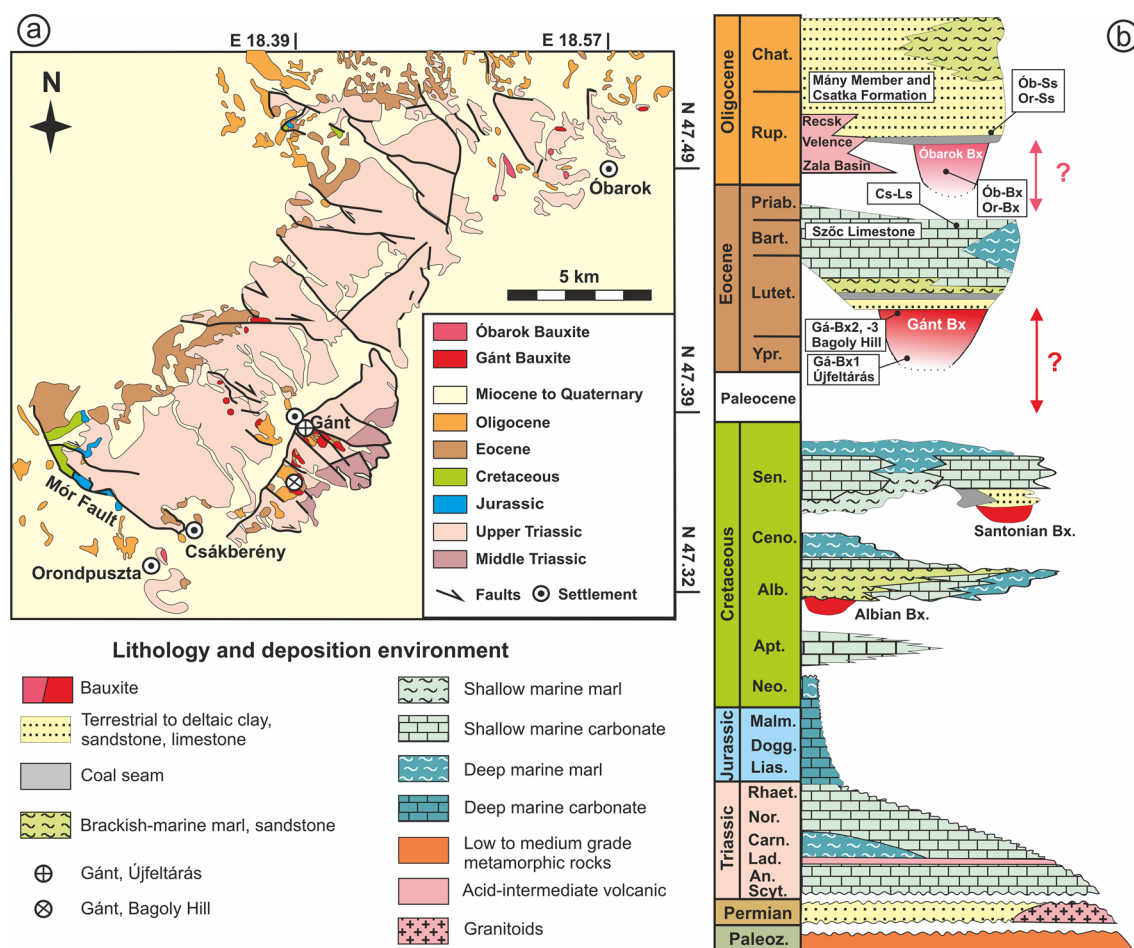 a
E 18.39
E 18.57
N
N 47.49
Óbarok
5 km
Óbarok Bauxite
Gánt Bauxite
Miocene to Quaternary
Oligocene
Eocene
Cretaceous
Jurassic
Upper Triassic
Middle Triassic
Faults
Settlement
N 47.39
Gánt
Mór Fault
Csákberény
Orondpuszta
N 47.32
Lithology and deposition environment
Bauxite
Terrestrial to deltaic clay,
sandstone, limestone
Coal seam
Brackish-marine marl, sandstone
Gánt, Újfeltárás
Gánt, Bagoly Hill
Shallow marine marl
Shallow marine carbonate
Deep marine marl
Deep marine carbonate
Low to medium grade
metamorphic rocks
Acid-intermediate volcanic
Granitoids
b
Oligocene
Chat.
Rup.
Mány Member and
Csatka Formation
Ób-Ss
Or-Ss
Recsk
Velence
Zala Basin
Óbarok Bx
?
Ób-Bx
Or-Bx
Cs-Ls
Eocene
Priab.
Bart.
Lutet.
Ypr.
Szőc Limestone
Gánt Bx
Gá-Bx2, -3
Bagoly Hill
Gá-Bx1
Újfeltárás
?
Paleocene
Cretaceous
Sen.
Ceno.
Alb.
Apt.
Neo.
Santonian Bx.
Albian Bx.
Jurassic
Malm.
Dogg.
Lias.
Triassic
Rhaet.
Nor.
Carn.
Lad.
An.
Scyt.
Permian
Paleoz.